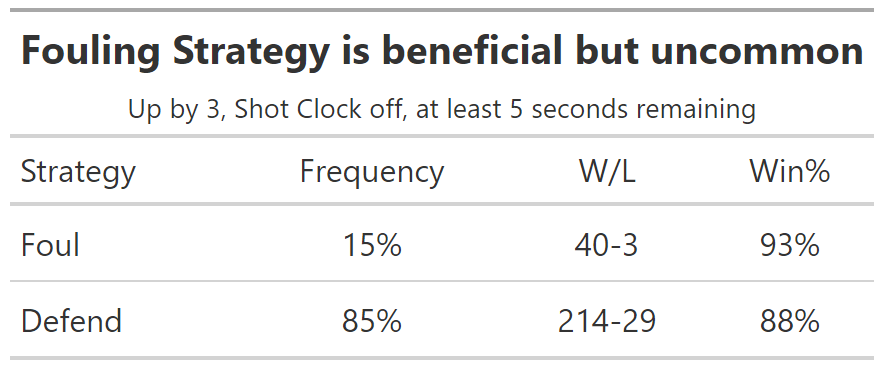 Fouling Strategy is beneficial but uncommon
Up by 3, Shot Clock off, at least 5 seconds remaining
Strategy Frequency W/L Win%
Foul 15% 40-3 93%
Defend 85% 214-29 88%